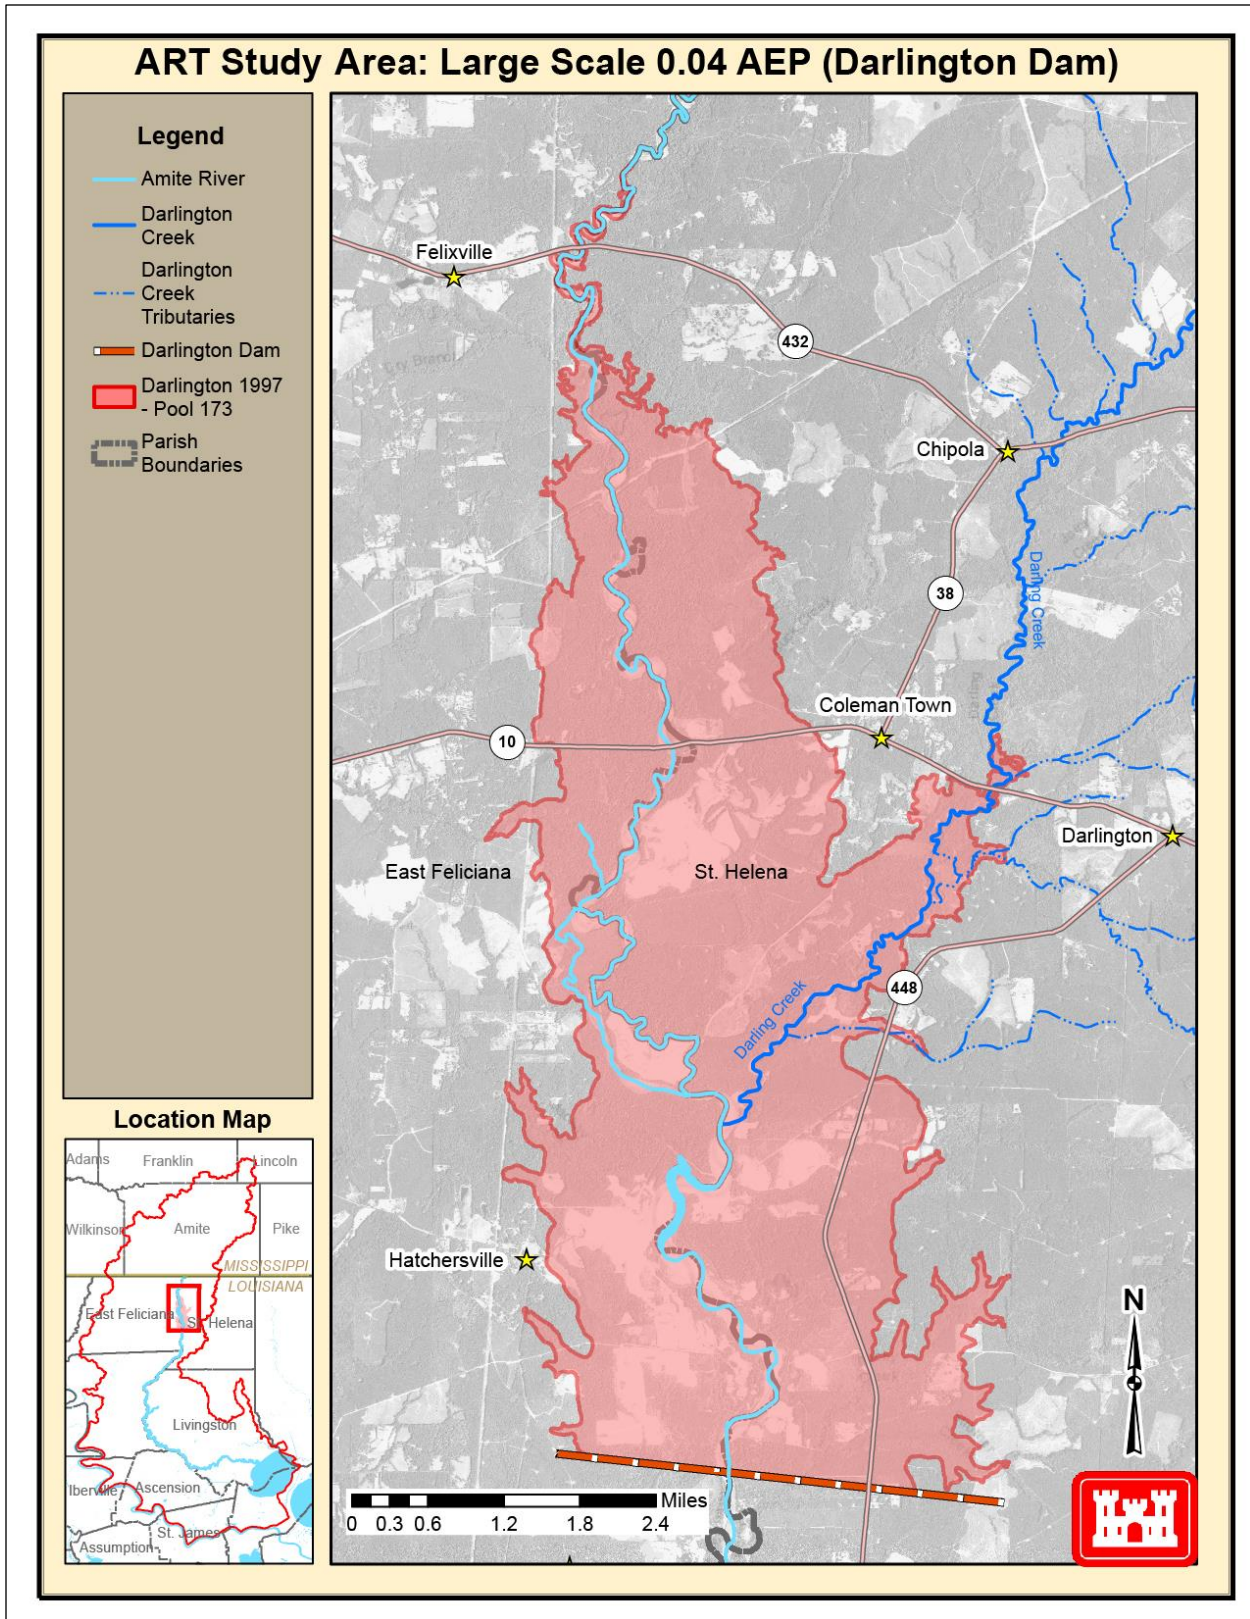 ART Study Area: Large Scale 0.04 AEP (Darlington Dam)
Legend
Amite River
Darlington
Creek
Darlington
Creek
Tributaries
Darlington Dam
Darlington 1997
- Pool 173
Parish
Boundaries
Felixville
432
Chipola
Darling Creek
38
Coleman Town
10
Darling
Darlington
East Feliciana
St. Helena
448
Darling Creek
Hatchersville
N
Miles
0 0.3 0.6 1.2 1.8 2.4
Location Map
Adams
Franklin
Lincoln
Wilkinson
Amite
Pike
MISSISSIPPI
LOUISIANA
East Feliciana
St. Helena
Livingston
Iberville
Ascension
St. James
Assumption